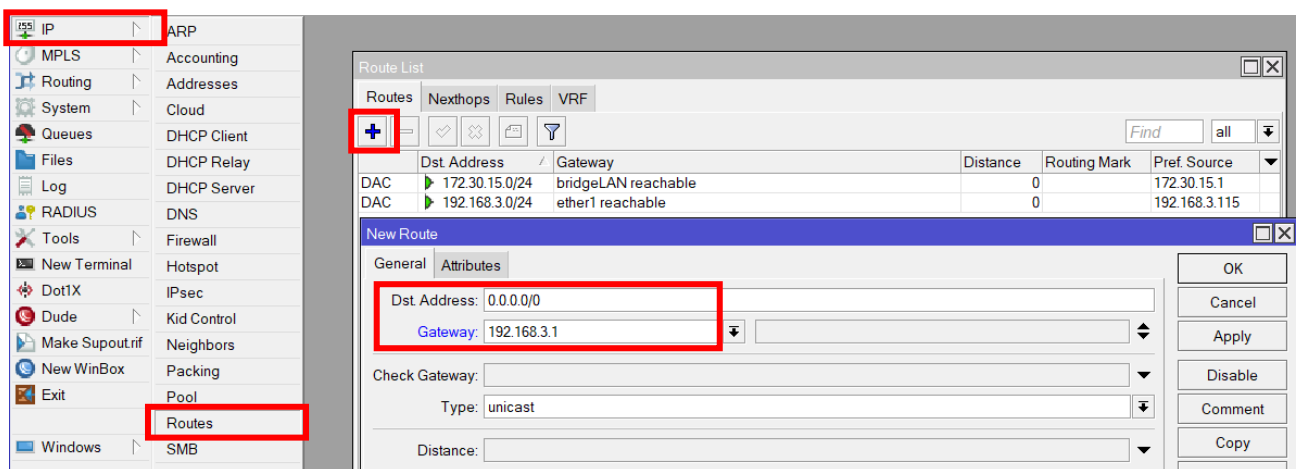 IP
MPLS
Routing
System
Queues
Files
Log
RADIUS
Tools
New Terminal
Dot1X
Dude
Make Supout.rif
New WinBox
Exit
Windows
ARP
Accounting
Addresses
Cloud
DHCP Client
DHCP Relay
DHCP Server
DNS
Firewall
Hotspot
IPsec
Kid Control
Neighbors
Packing
Pool
Routes
SMB
Route List
Routes Nexthops Rules VRF
Find all
Dst. Address Gateway Distance Routing Mark Pref. Source
DAC 172.30.15.0/24 bridgeLAN reachable 0 172.30.15.1
DAC 192.168.3.0/24 ether1 reachable 0 192.168.3.115
New Route
General Attributes
Dst. Address: 0.0.0.0/0
Gateway: 192.168.3.1
Check Gateway:
Type: unicast
Distance:
OK
Cancel
Apply
Disable
Comment
Copy